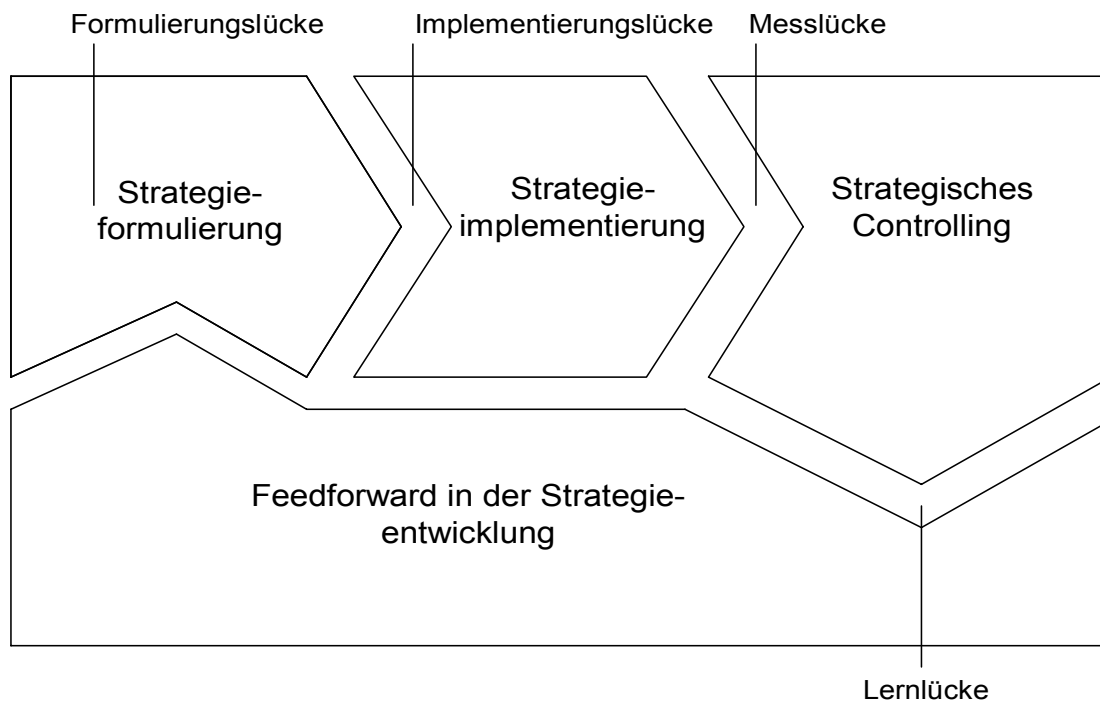 Formulierungslücke
Implementierungslücke
Messlücke
Strategie-
formulierung
Strategie-
implementierung
Strategisches
Controlling
Feedforward in der Strategie-
entwicklung
Lernlücke